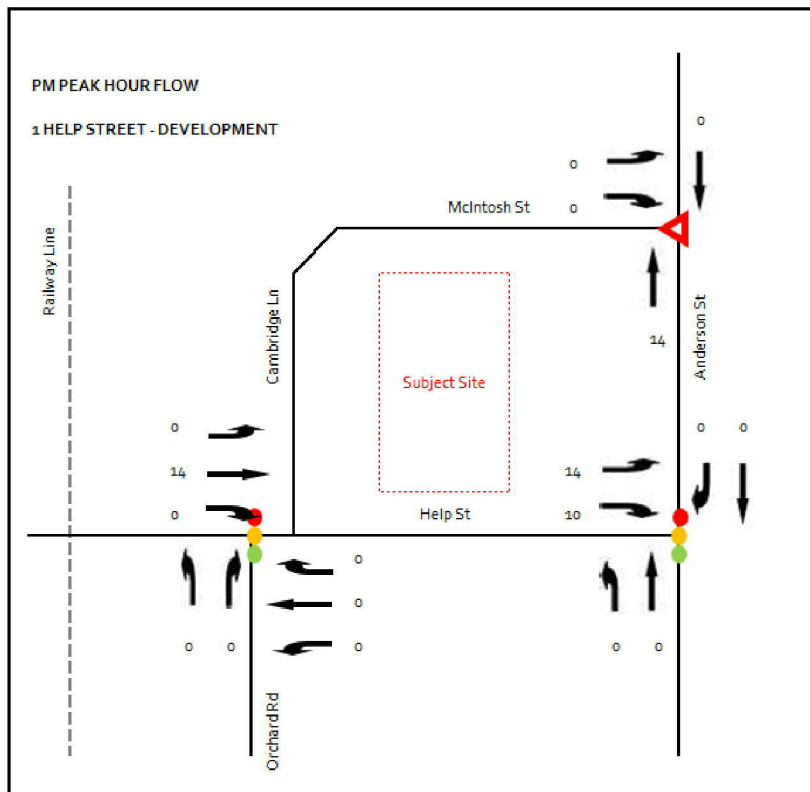 PM PEAK HOUR FLOW
1 HELP STREET - DEVELOPMENT
0
0
McIntosh St
0
Railway Line
Cambridge Ln
Anderson St
14
Subject Site
0
0
0
14
14
0
Help St
10
0
0
0
0
0
0
0
Orchard Rd